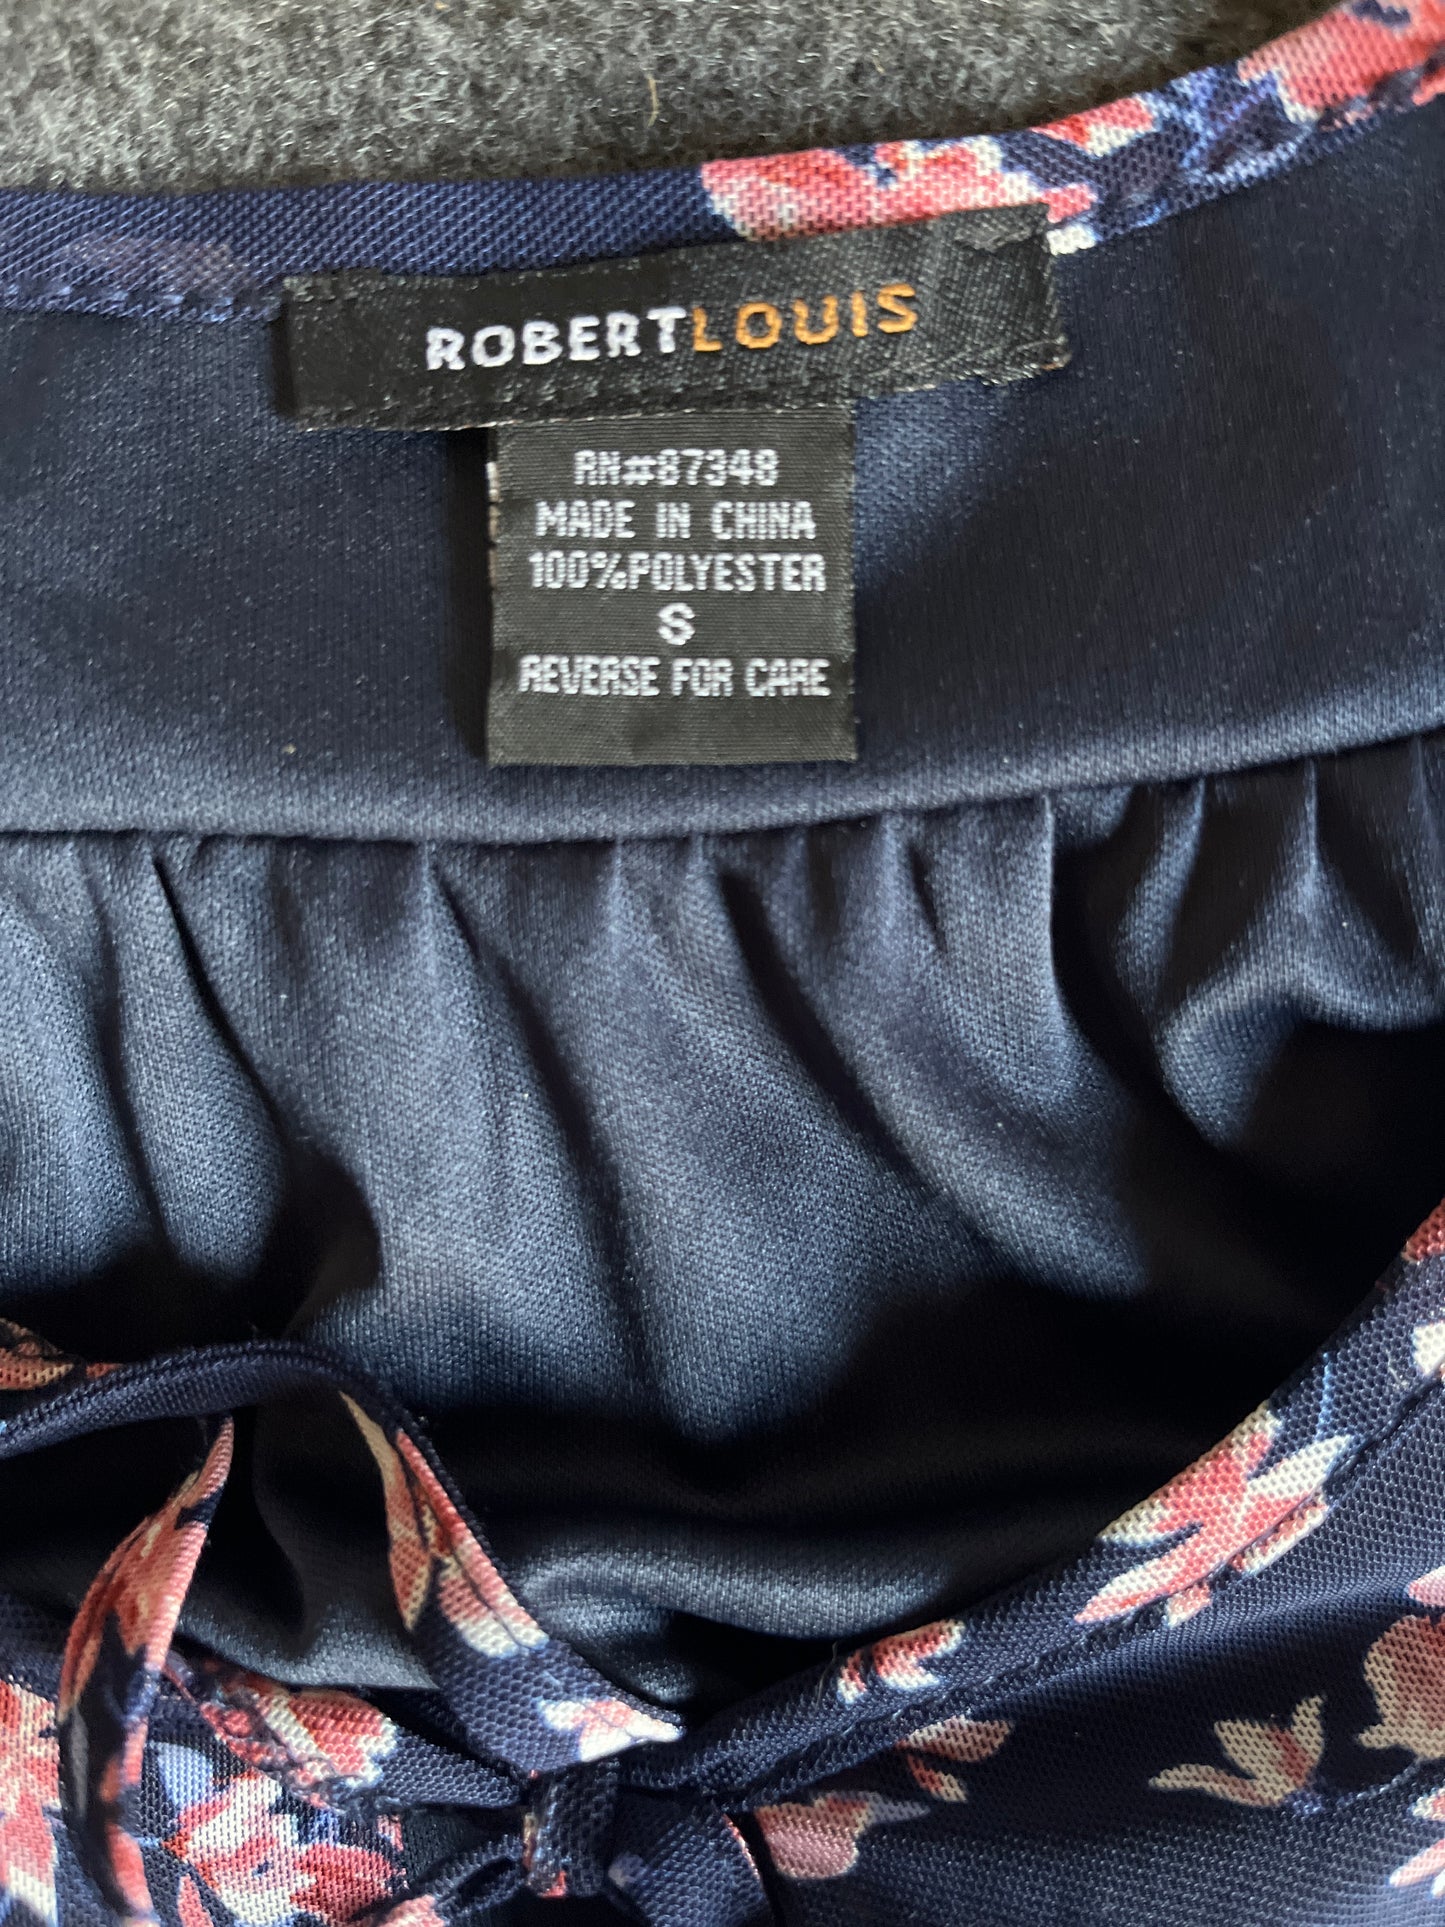 ROBERTLOUIS
RN#87348
MADE IN CHINA
100%POLYESTER
S
REVERSE FOR CARE